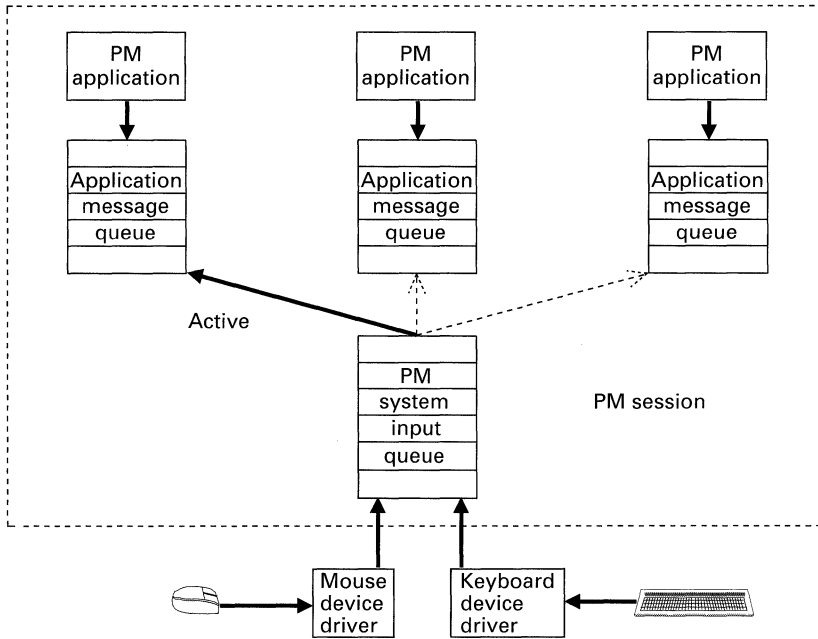 PM
application
PM
application
PM
application
Application
message
queue
Application
message
queue
Application
message
queue
Active
PM
system
input
queue
PM session
Mouse
device
driver
Keyboard
device
driver